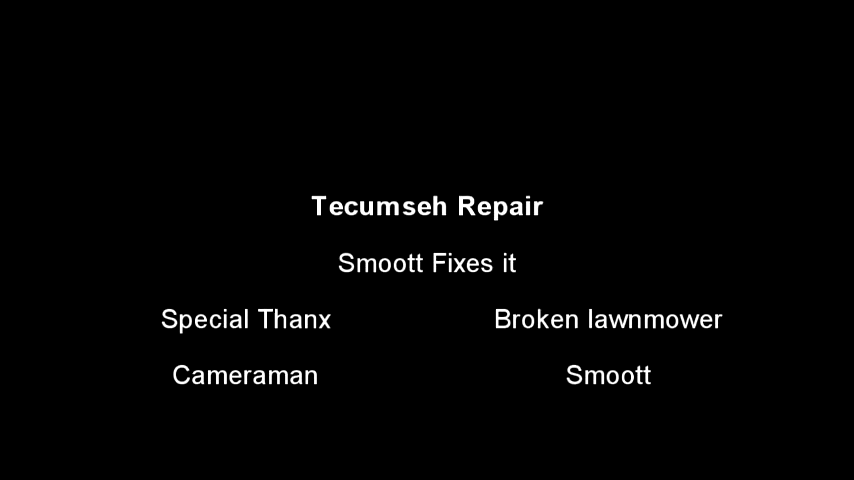 Tecumseh Repair
Smoott Fixes it
Special Thanx Broken lawnmower
Cameraman Smoott